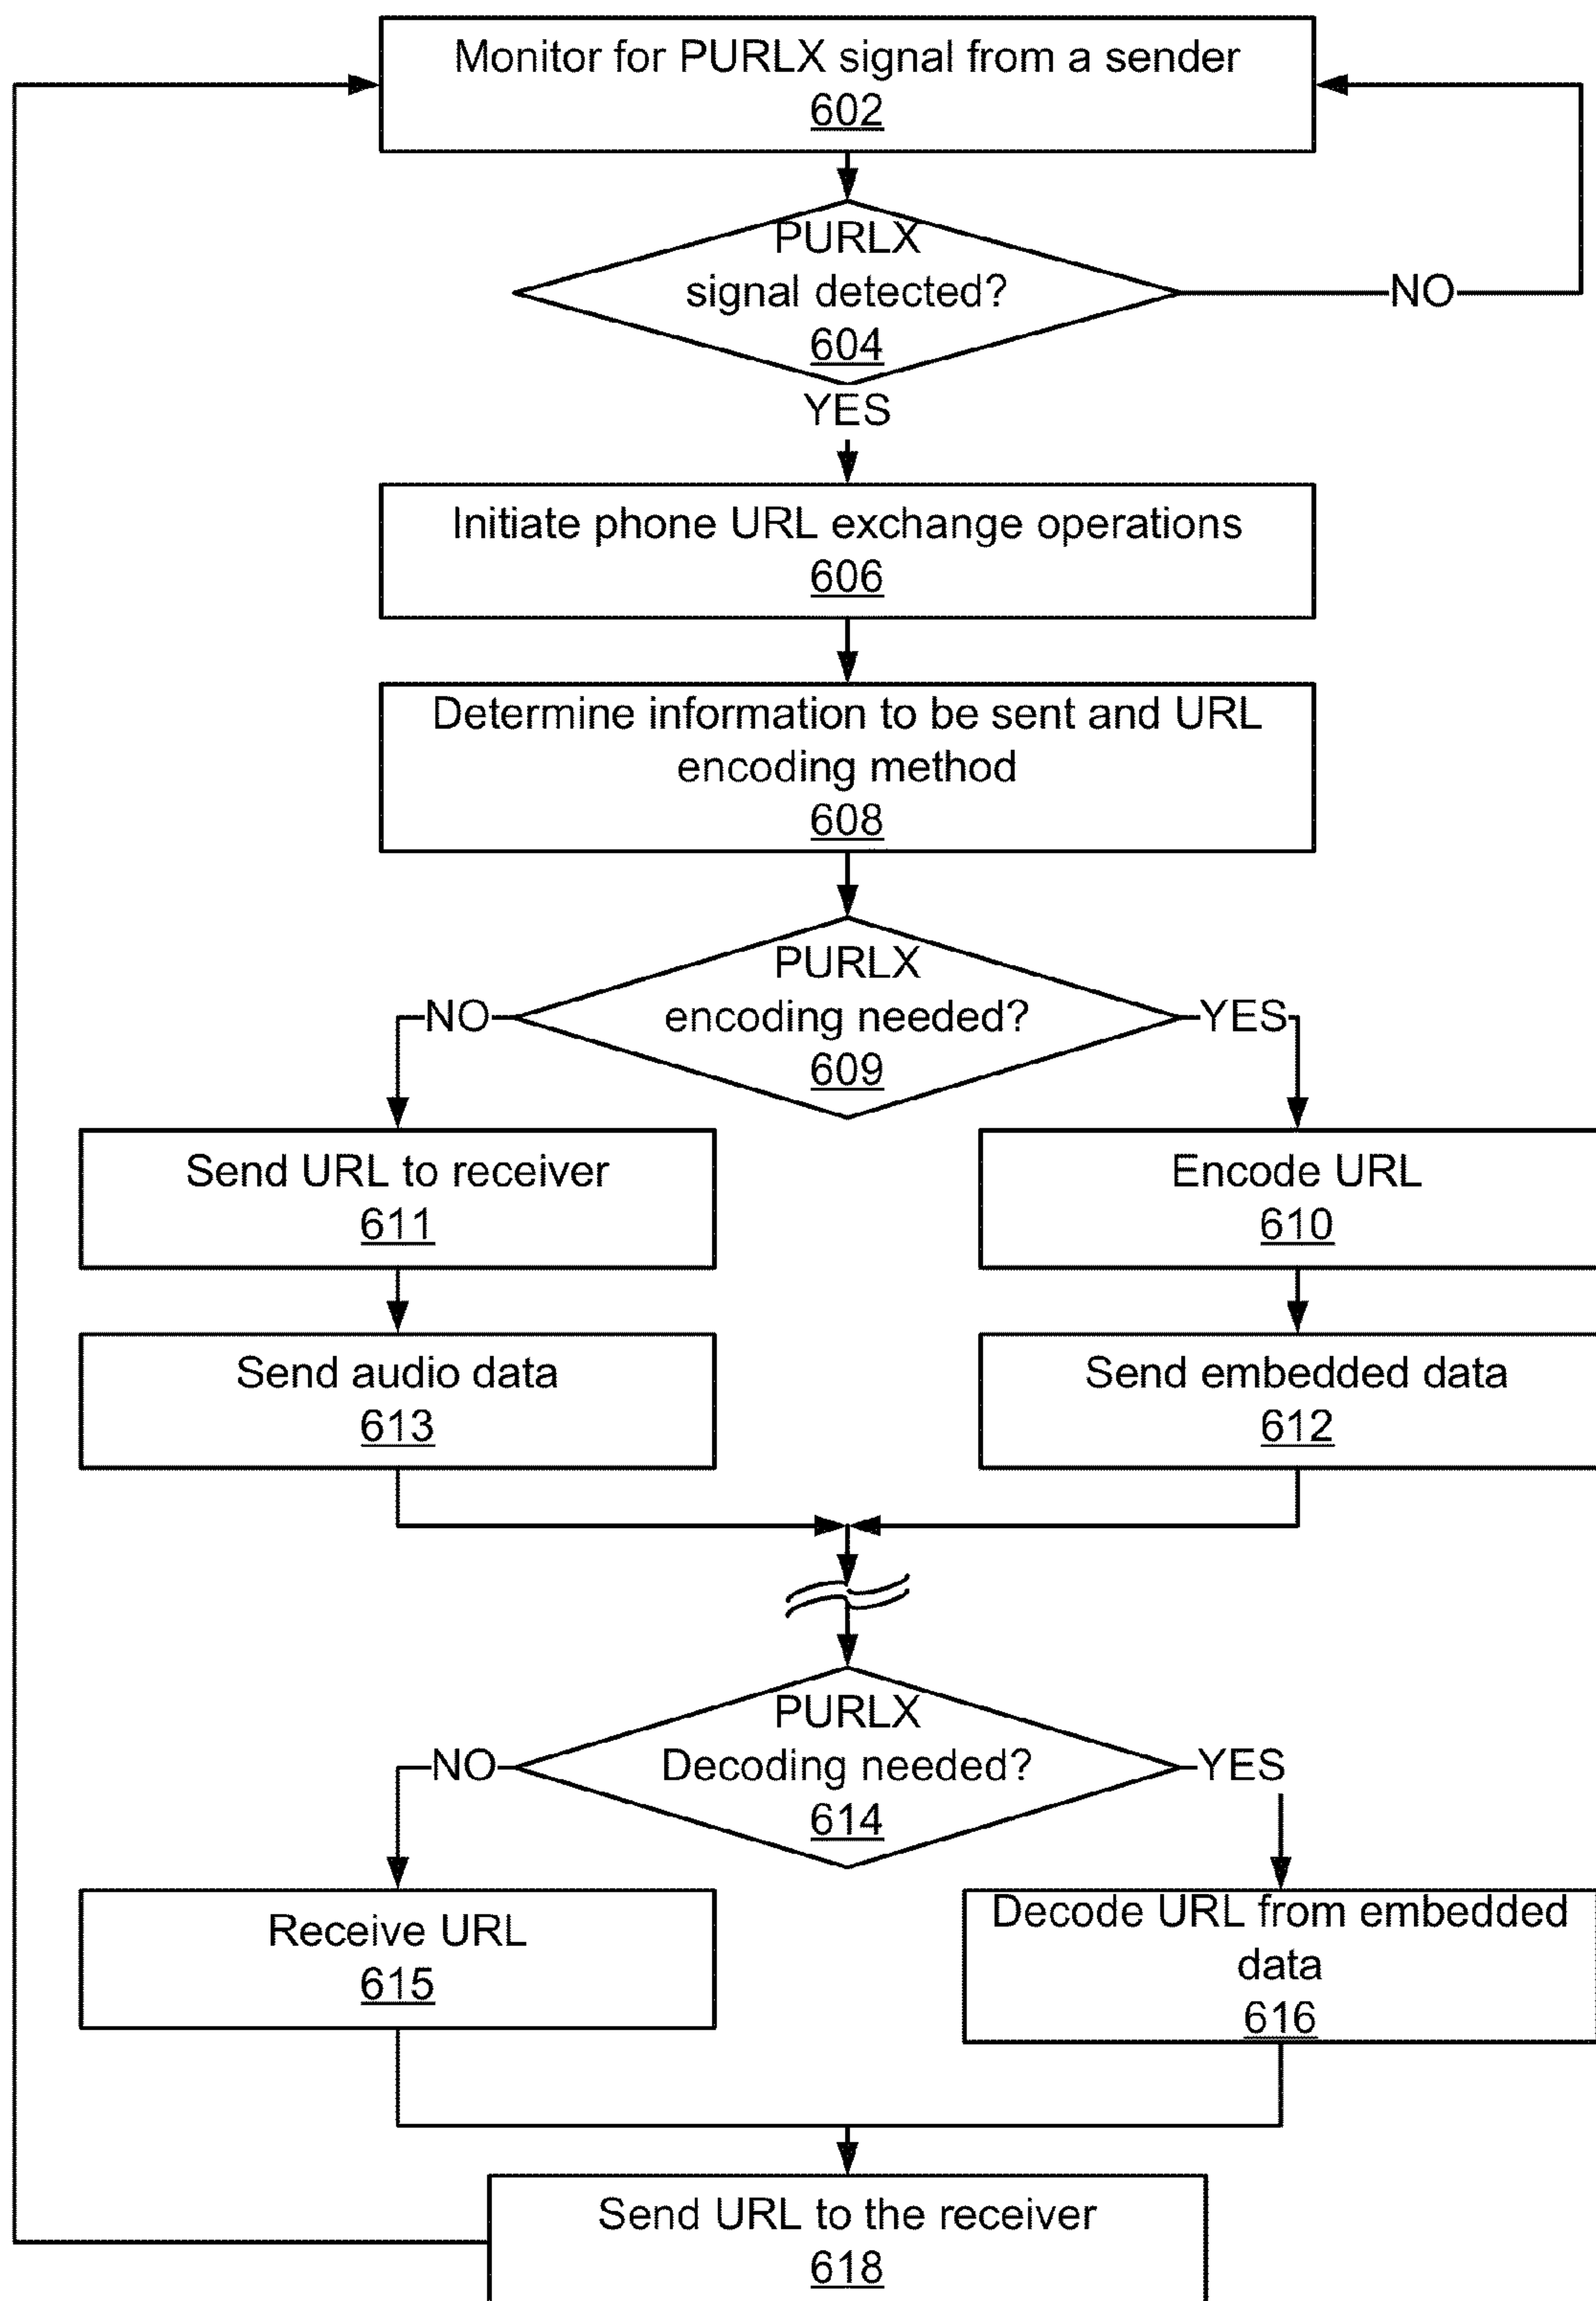 Monitor for PURLX signal from a sender
602
PURLX
signal detected?
604
NO
YES
Initiate phone URL exchange operations
606
Determine information to be sent and URL
encoding method
608
PURLX
encoding needed?
609
NO
YES
Send URL to receiver
611
Encode URL
610
Send audio data
613
Send embedded data
612
PURLX
Decoding needed?
614
NO
YES
Receive URL
615
Decode URL from embedded
data
616
Send URL to the receiver
618